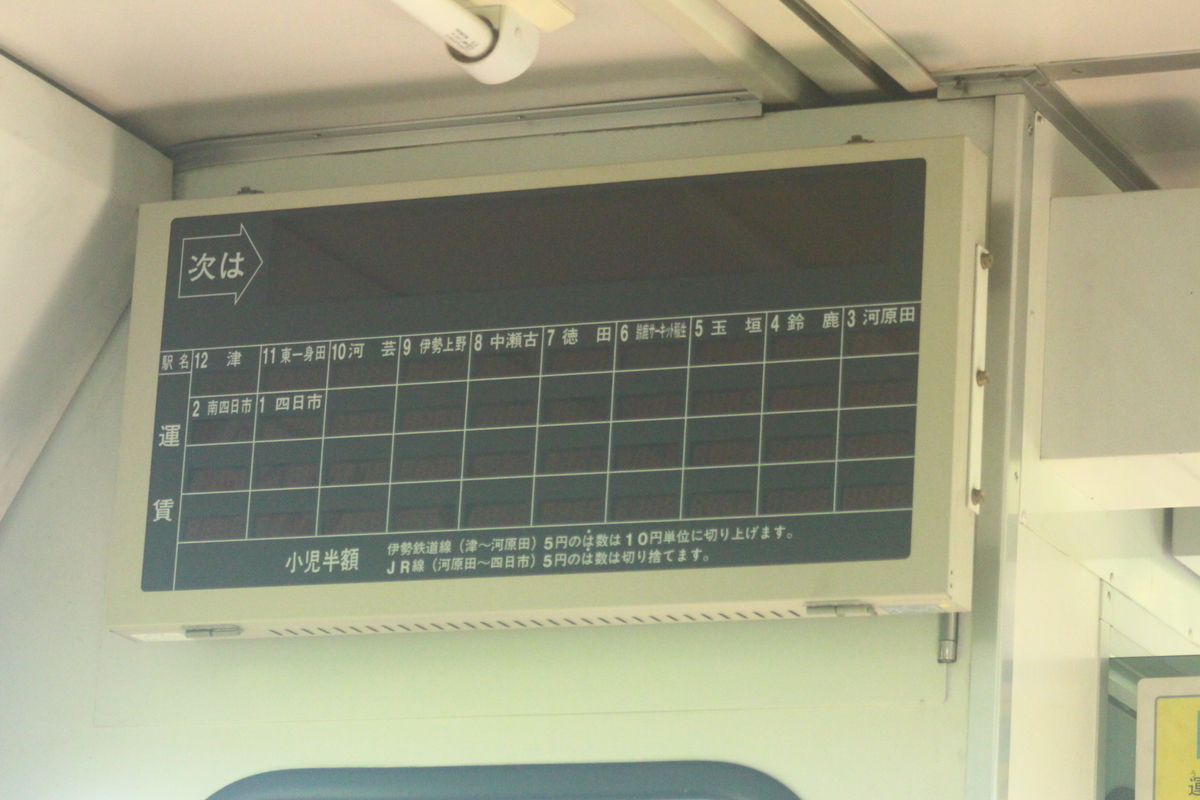 次は
駅名 12 津 11 東一身田 10 河芸 9 伊勢上野 8 中瀬古 7 徳田 6 鈴鹿サーキット稲生 5 玉垣 4 鈴鹿 3 河原田
2 南四日市 1 四日市
運賃
小児半額
伊勢鉄道線（津～河原田）5円のは数は10円単位に切り上げます。
JR線（河原田～四日市）5円のは数は切り捨てます。
運